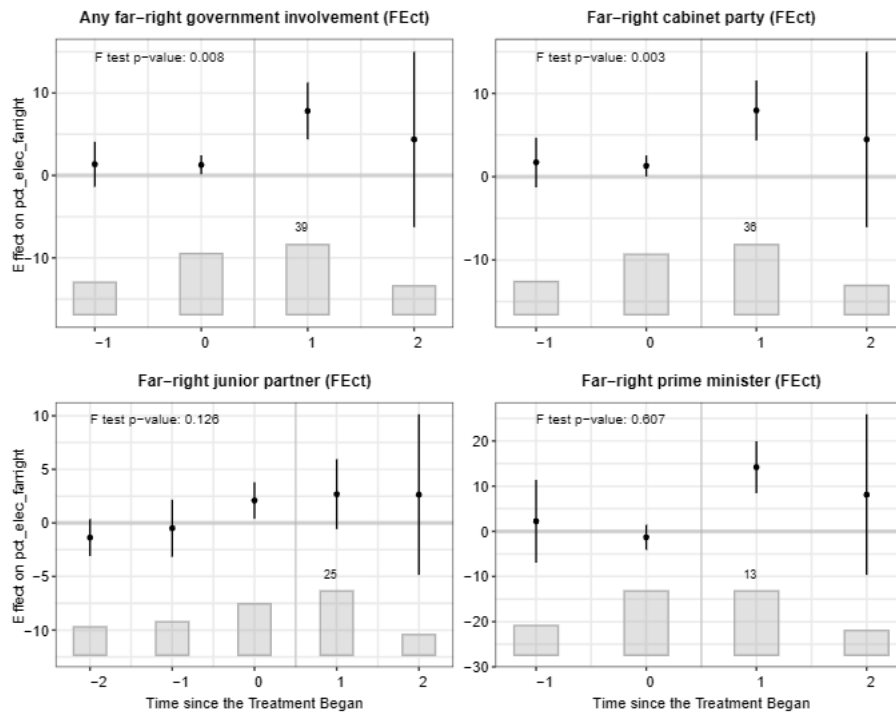 Any far−right government involvement (FEct)
F test p−value: 0.008
10
0
−10
39
−1 0 1 2
Effect on pct_elec_farright
Far−right cabinet party (FEct)
F test p−value: 0.003
10
0
−10
36
−1 0 1 2
Far−right junior partner (FEct)
F test p−value: 0.126
10
5
0
−5
−10
25
−2 −1 0 1 2
Effect on pct_elec_farright
Time since the Treatment Began
Far−right prime minister (FEct)
F test p−value: 0.607
20
10
0
−10
−20
−30
13
−1 0 1 2
Time since the Treatment Began